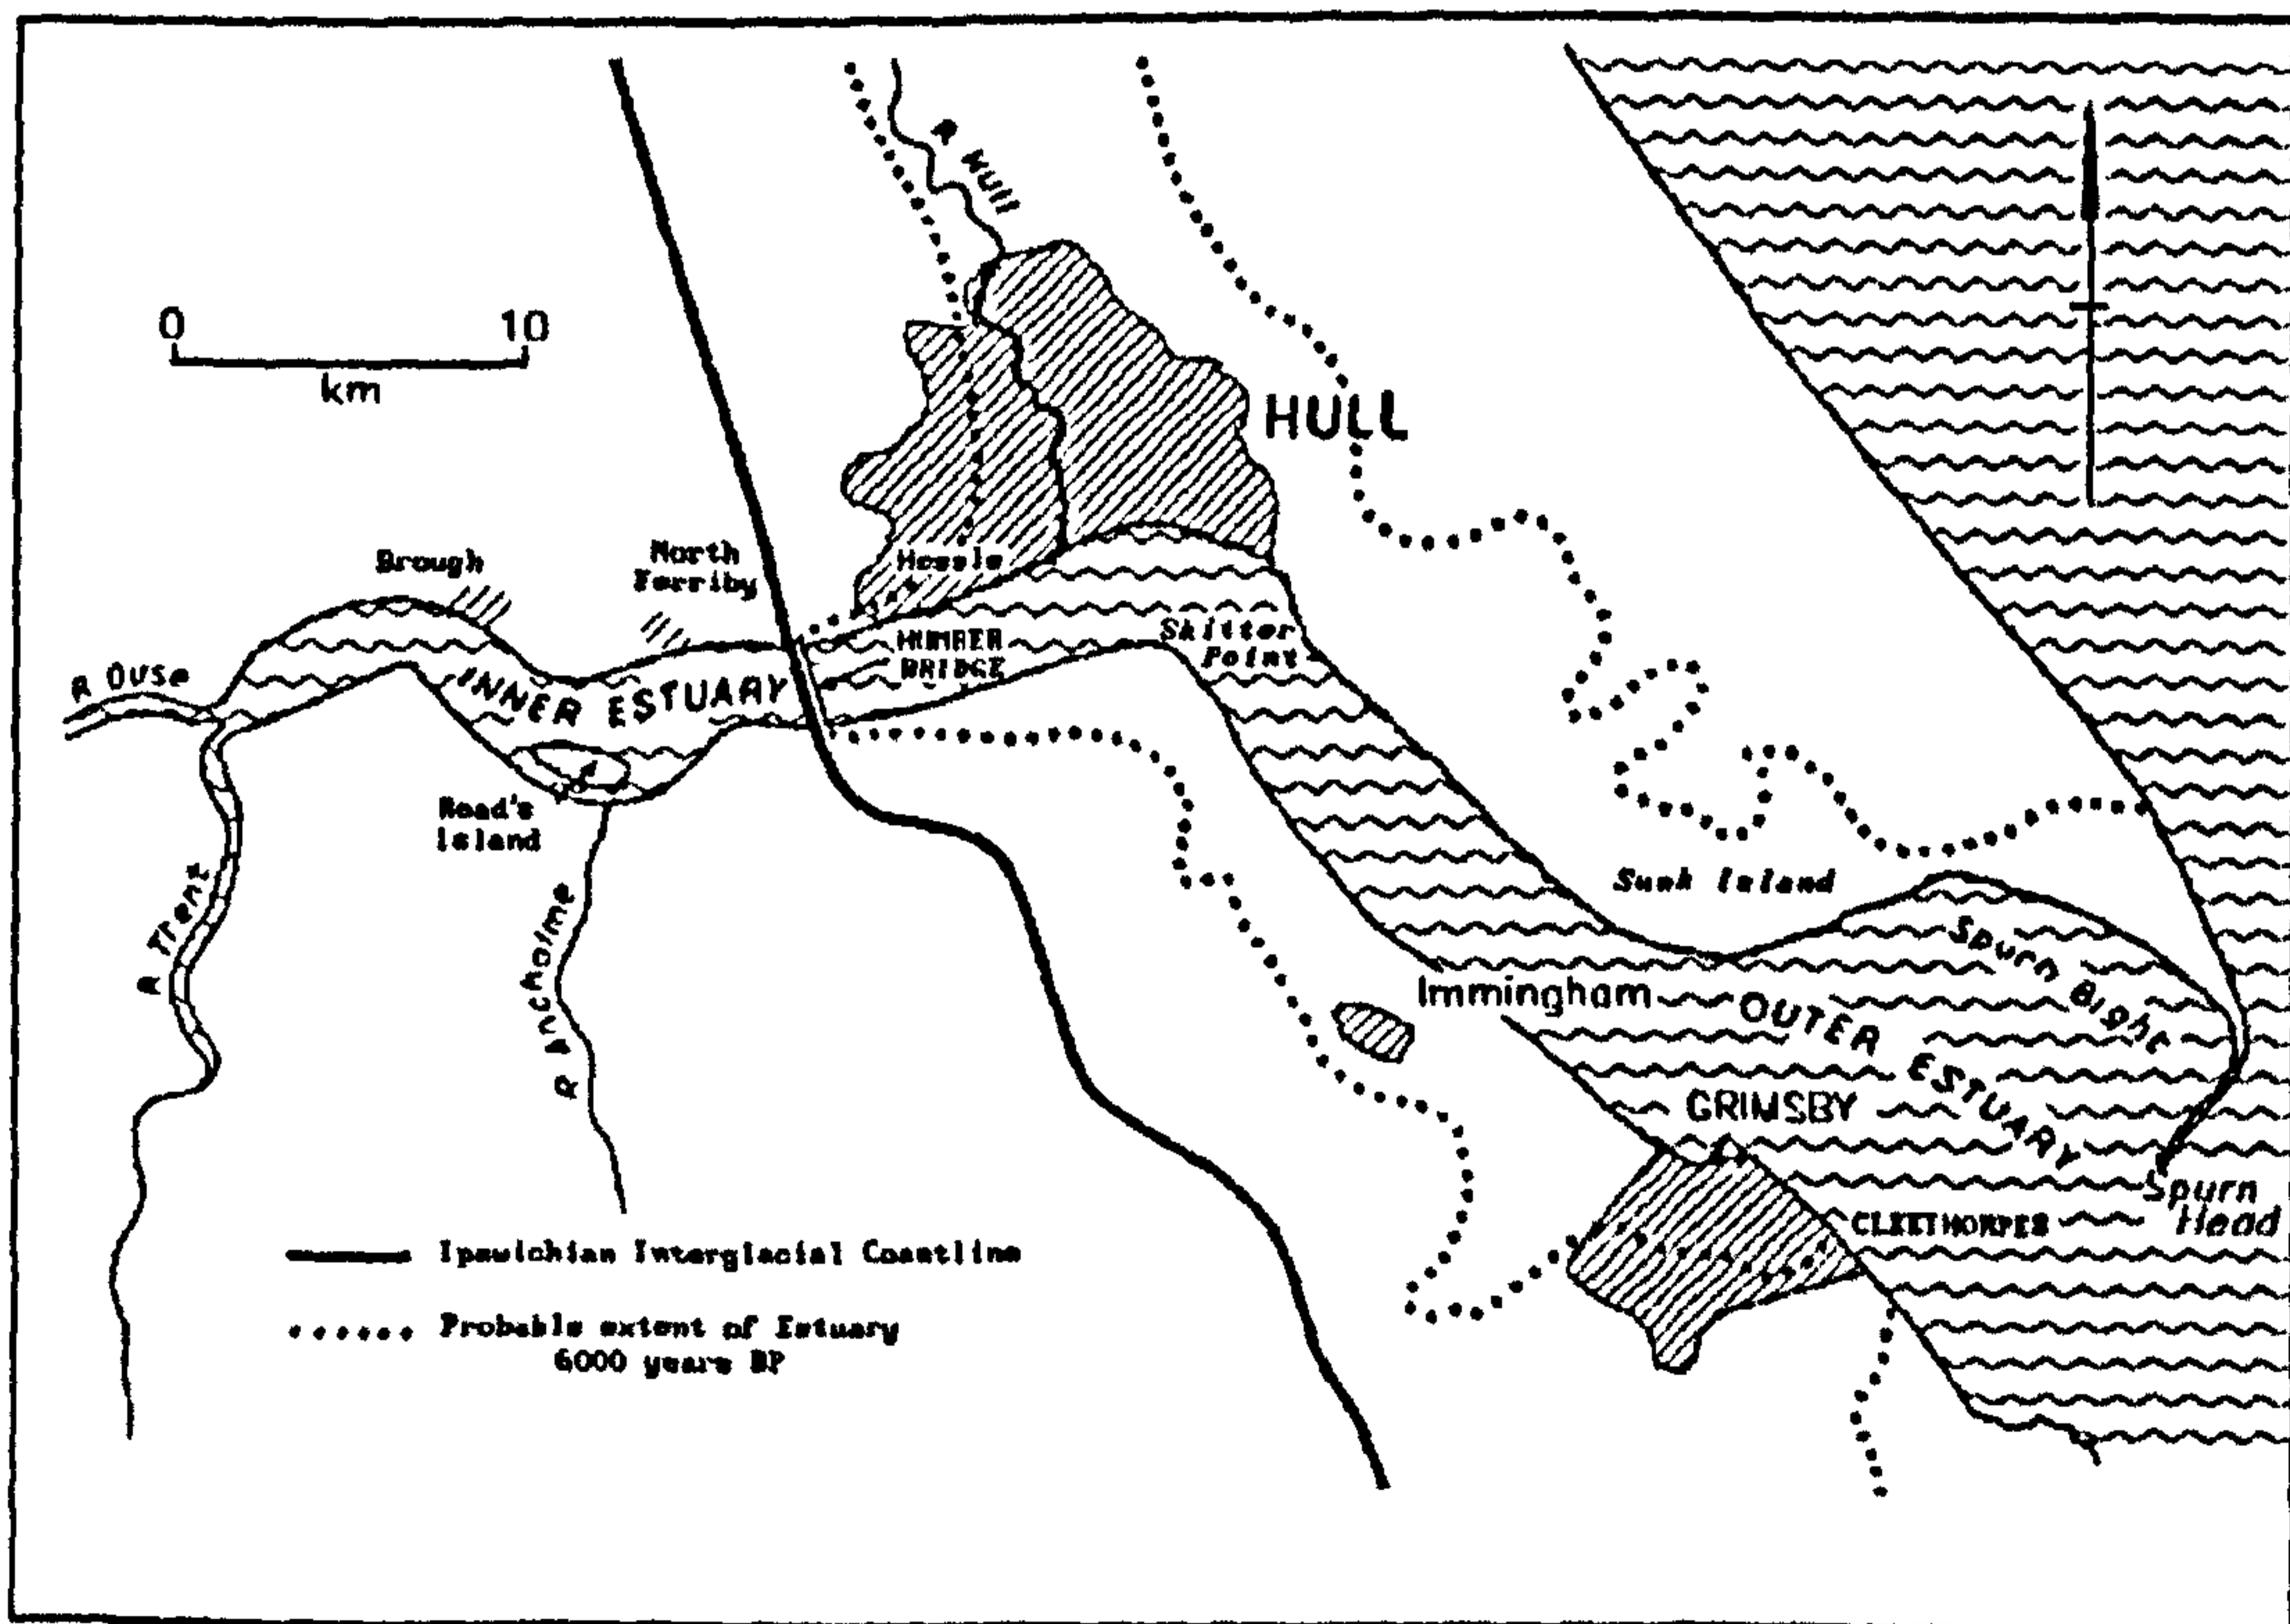 R Hull
0 10
km
HULL
Brough
North
Ferriby
Hessle
HUMBER
BRIDGE
Skitter
Point
R Ouse
INNER ESTUARY
Read's
Island
R Trent
R Ancholme
Sunk Island
Spurn Bight
Immingham
OUTER ESTUARY
GRIMSBY
CLEETHORPES
Spurn
Head
Ipswichian Interglacial Coastline
Probable extent of Estuary
6000 years BP